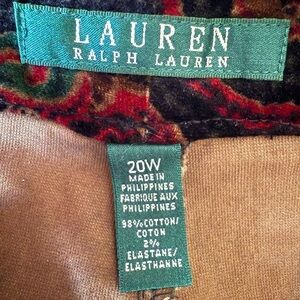 LAUREN
RALPH LAUREN
20W
MADE IN
PHILIPPINES
FABRIQUE AUX
PHILIPPINES
98% COTTON/
COTON
2%
ELASTANE/
ELASTHANNE